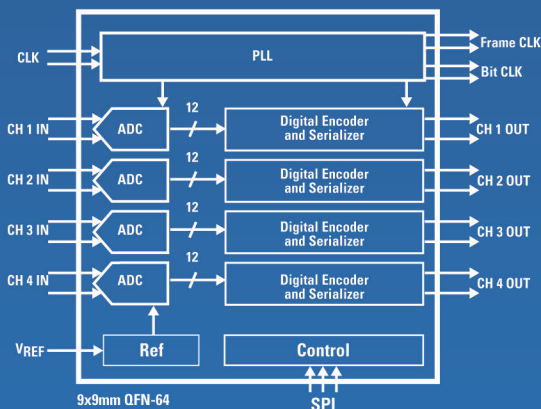 CLK
PLL
Frame CLK
Bit CLK
CH 1 IN
ADC
12
Digital Encoder
and Serializer
CH 1 OUT
CH 2 IN
ADC
12
Digital Encoder
and Serializer
CH 2 OUT
CH 3 IN
ADC
12
Digital Encoder
and Serializer
CH 3 OUT
CH 4 IN
ADC
12
Digital Encoder
and Serializer
CH 4 OUT
VREF
Ref
Control
9x9mm QFN-64
SPI